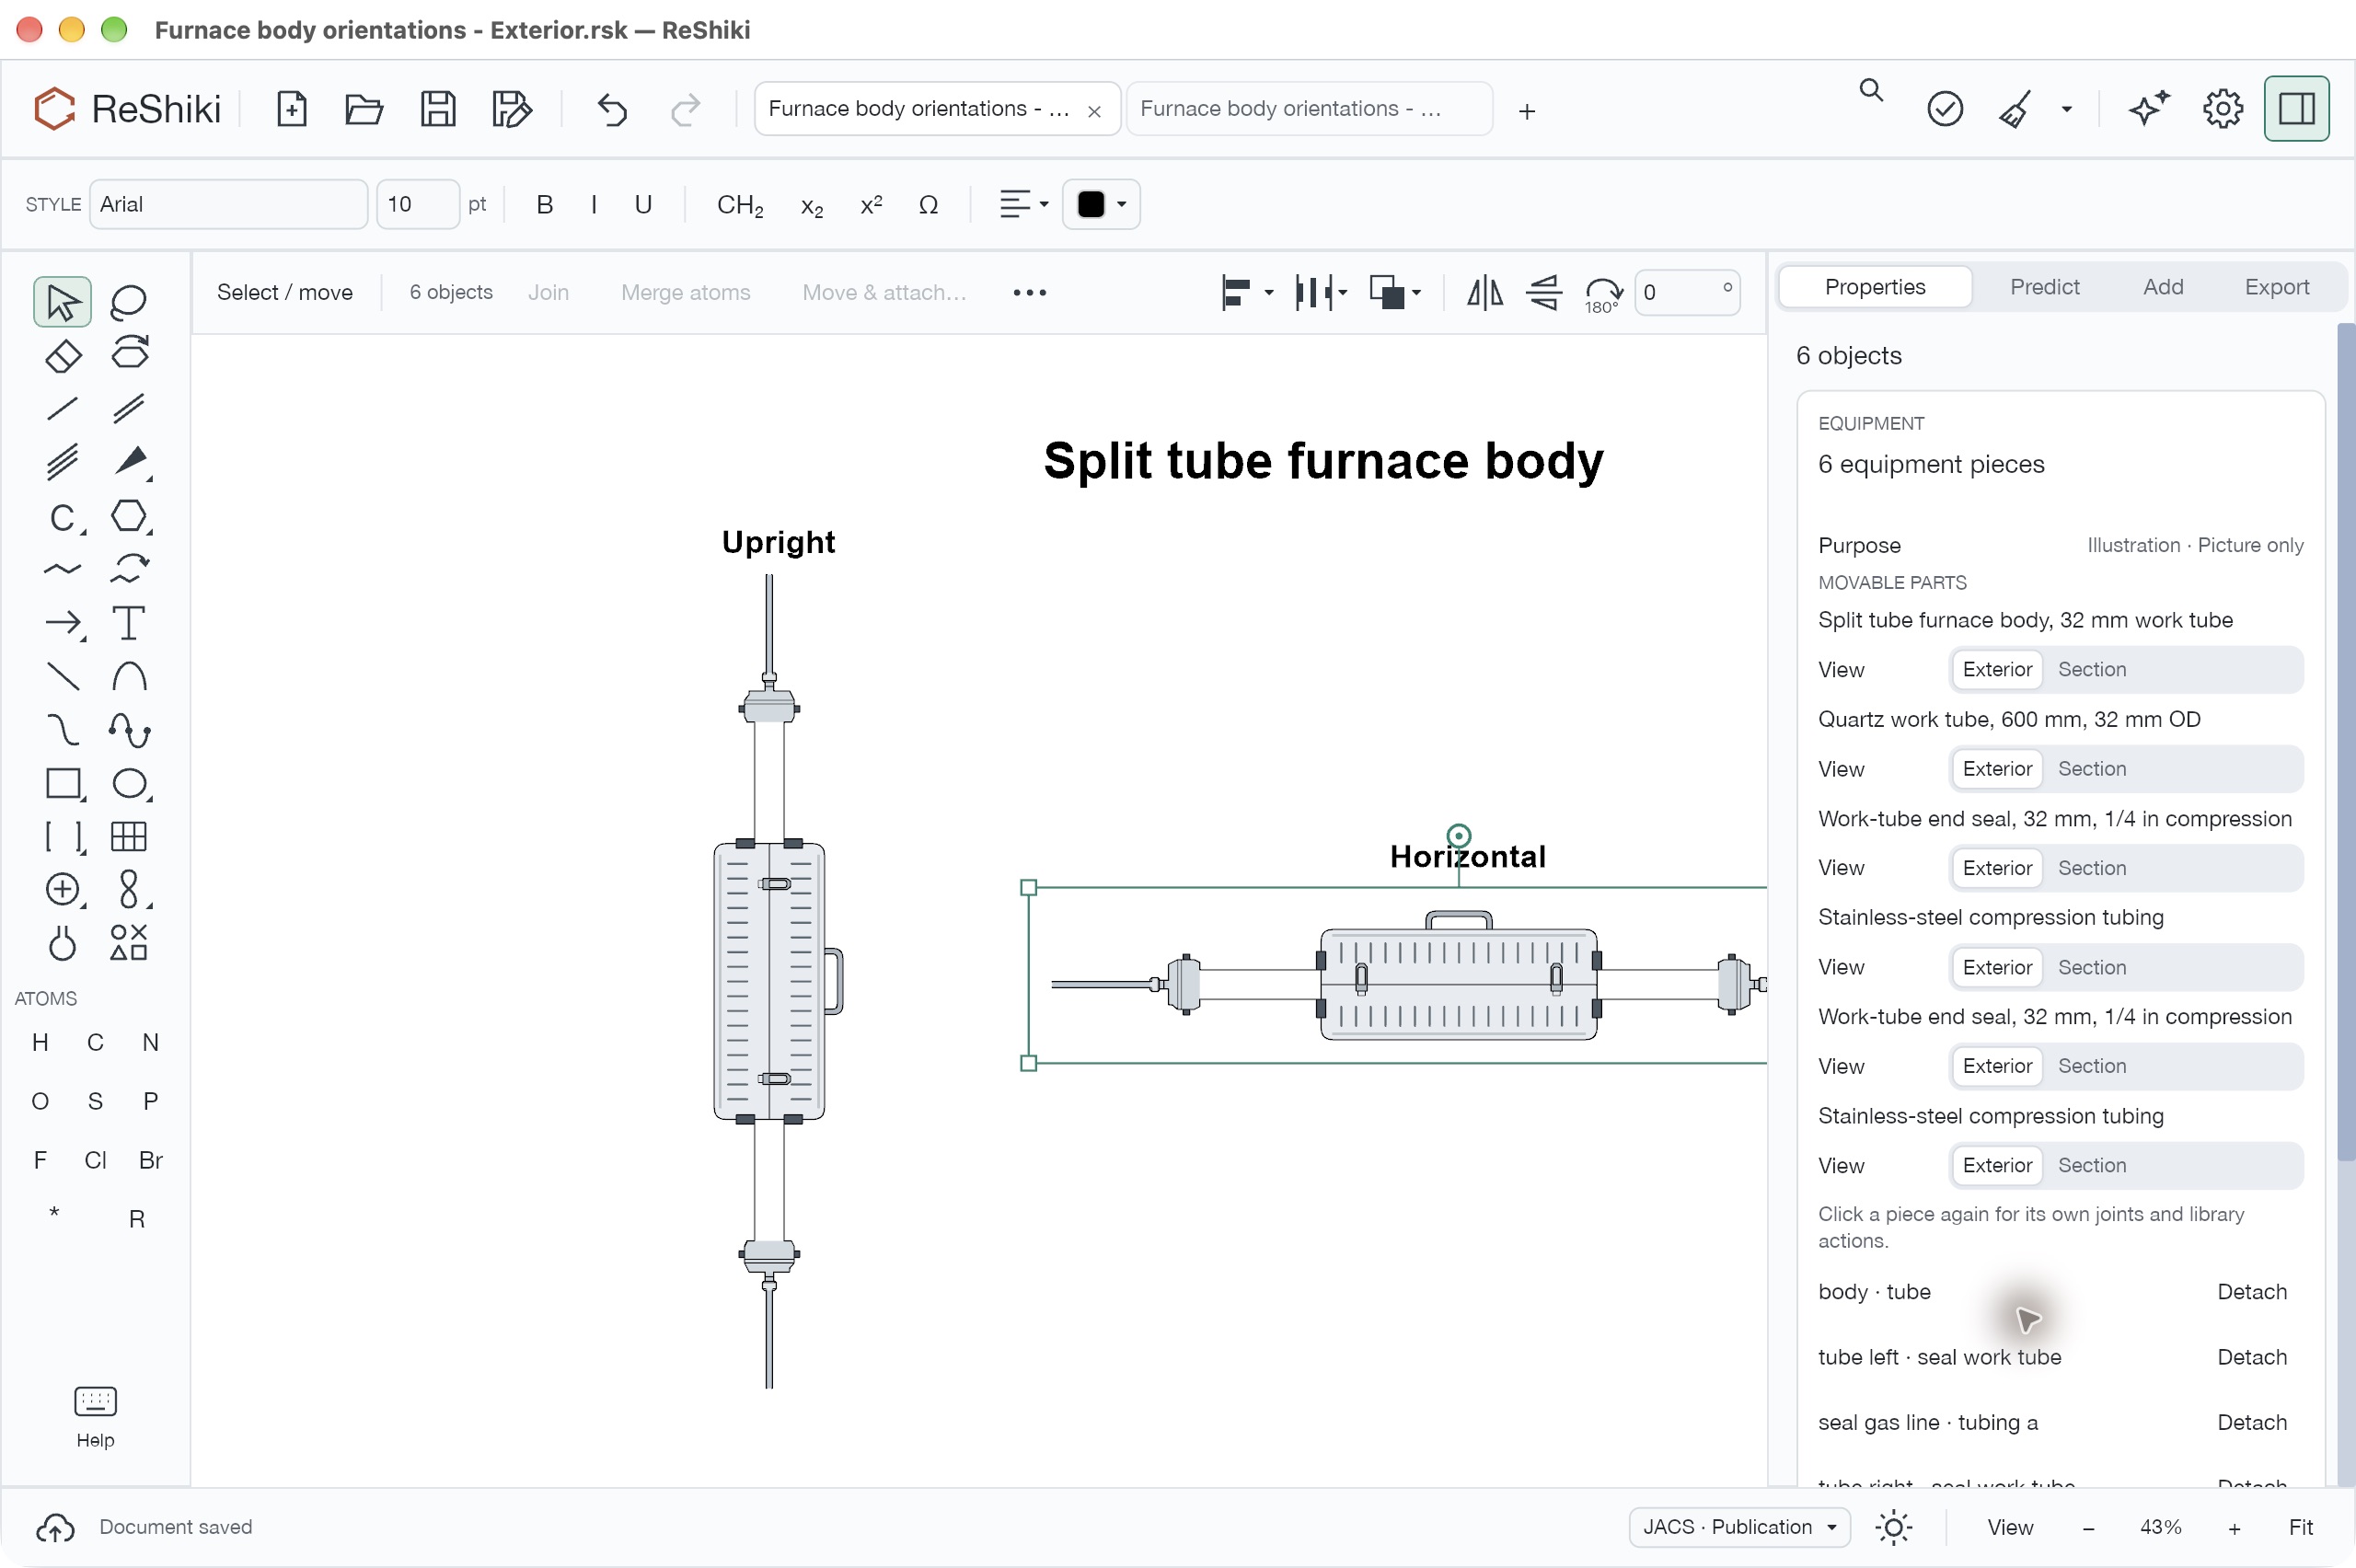 Furnace body orientations - Exterior.rsk — ReShiki
ReShiki
Furnace body orientations - ...
Furnace body orientations - ...
STYLE Arial 10 pt B I U CH₂ x₂ x² Ω
Select / move 6 objects Join Merge atoms Move & attach... 180° 0 °
Properties Predict Add Export
6 objects
EQUIPMENT
6 equipment pieces
Purpose Illustration · Picture only
MOVABLE PARTS
Split tube furnace body, 32 mm work tube
View Exterior Section
Quartz work tube, 600 mm, 32 mm OD
View Exterior Section
Work-tube end seal, 32 mm, 1/4 in compression
View Exterior Section
Stainless-steel compression tubing
View Exterior Section
Work-tube end seal, 32 mm, 1/4 in compression
View Exterior Section
Stainless-steel compression tubing
View Exterior Section
Click a piece again for its own joints and library
actions.
body · tube Detach
tube left · seal work tube Detach
seal gas line · tubing a Detach
tube right · seal work tube Detach
Split tube furnace body
Upright
Horizontal
C
T
ATOMS
H C N
O S P
F Cl Br
* R
Help
Document saved
JACS · Publication
View − 43% + Fit